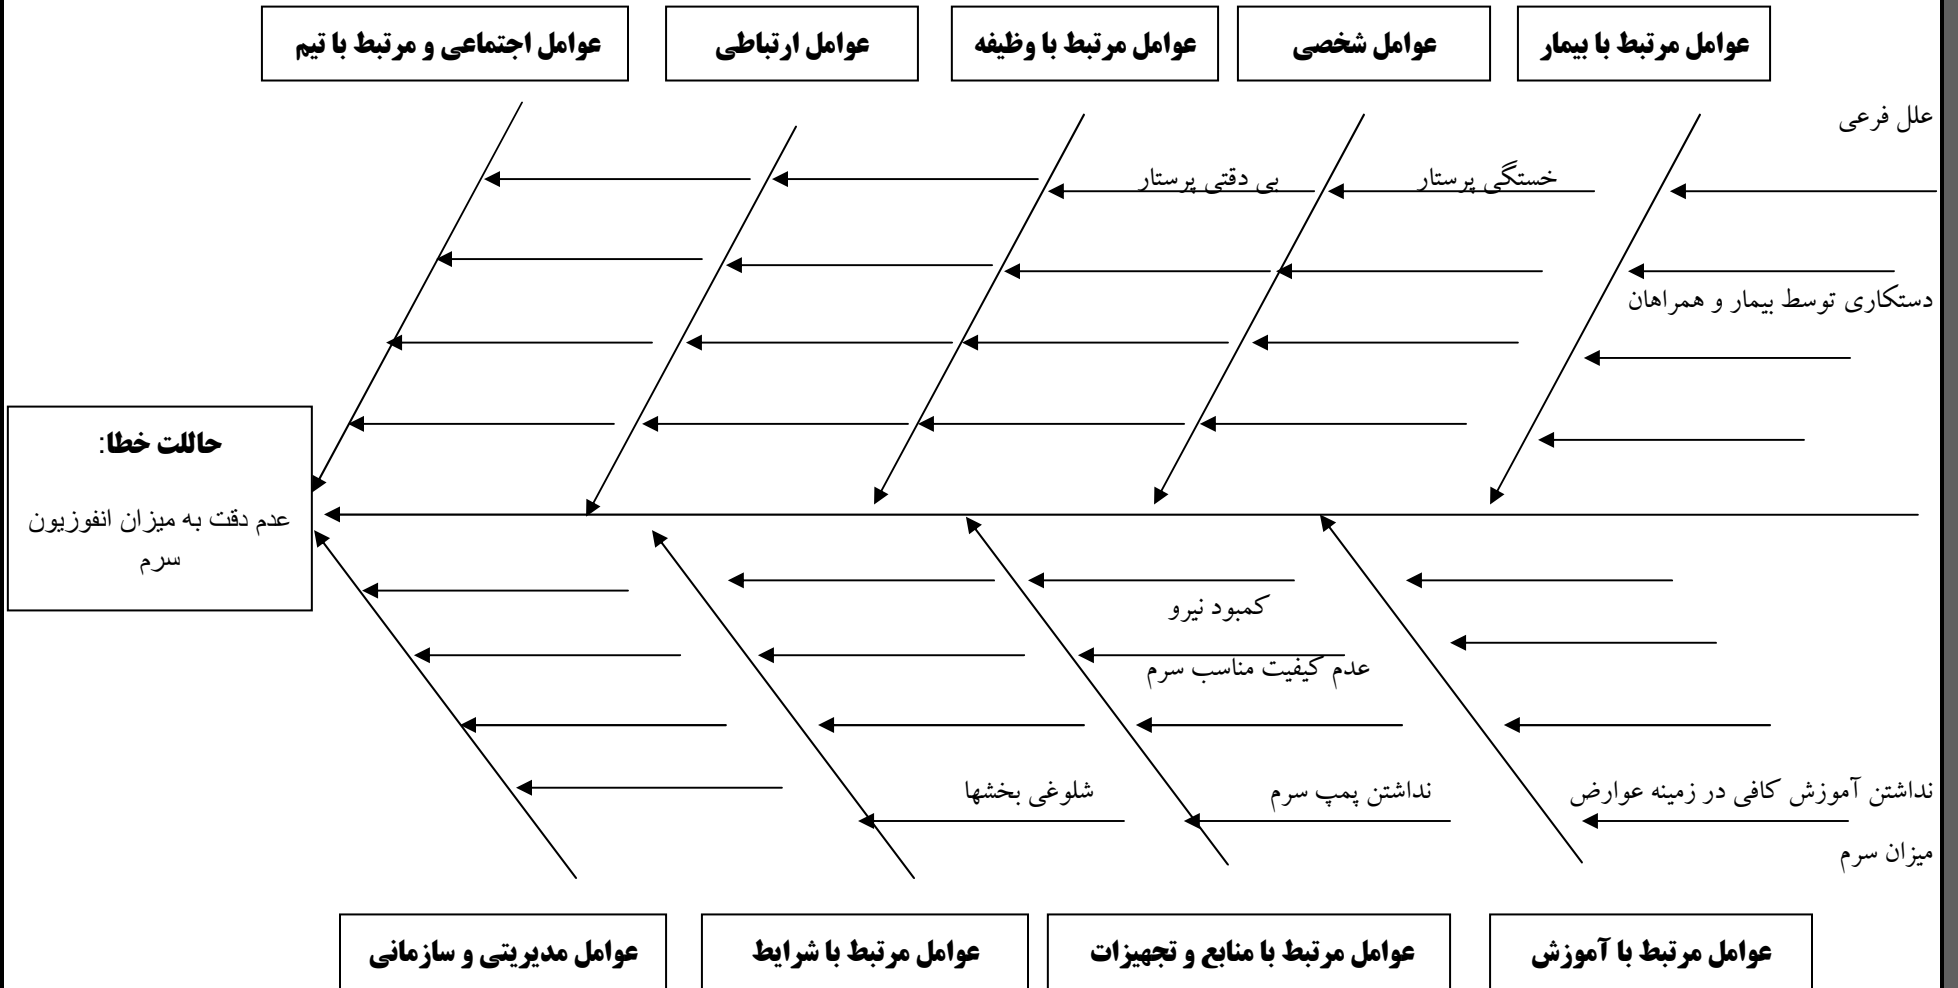 عوامل مرتبط با بیمار
عوامل شخصی
عوامل مرتبط با وظیفه
عوامل ارتباطی
عوامل اجتماعی و مرتبط با تیم
علل فرعی
خستگی پرستار
بی دقتی پرستار
دستکاری توسط بیمار و همراهان
حاللت خطا:
عدم دقت به میزان انفوزیون
سرم
کمبود نیرو
عدم کیفیت مناسب سرم
نداشتن آموزش کافی در زمینه عوارض
میزان سرم
نداشتن پمپ سرم
شلوغی بخشها
عوامل مرتبط با آموزش
عوامل مرتبط با منابع و تجهیزات
عوامل مرتبط با شرایط
عوامل مدیریتی و سازمانی